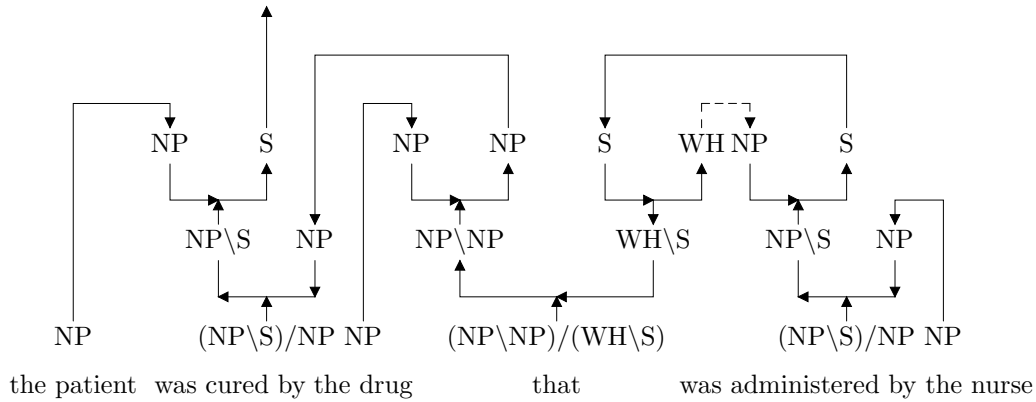 NP S NP NP S WH NP S
NP\S NP NP\NP WH\S NP\S NP
NP (NP\S)/NP NP (NP\NP)/(WH\S) (NP\S)/NP NP
the patient was cured by the drug that was administered by the nurse